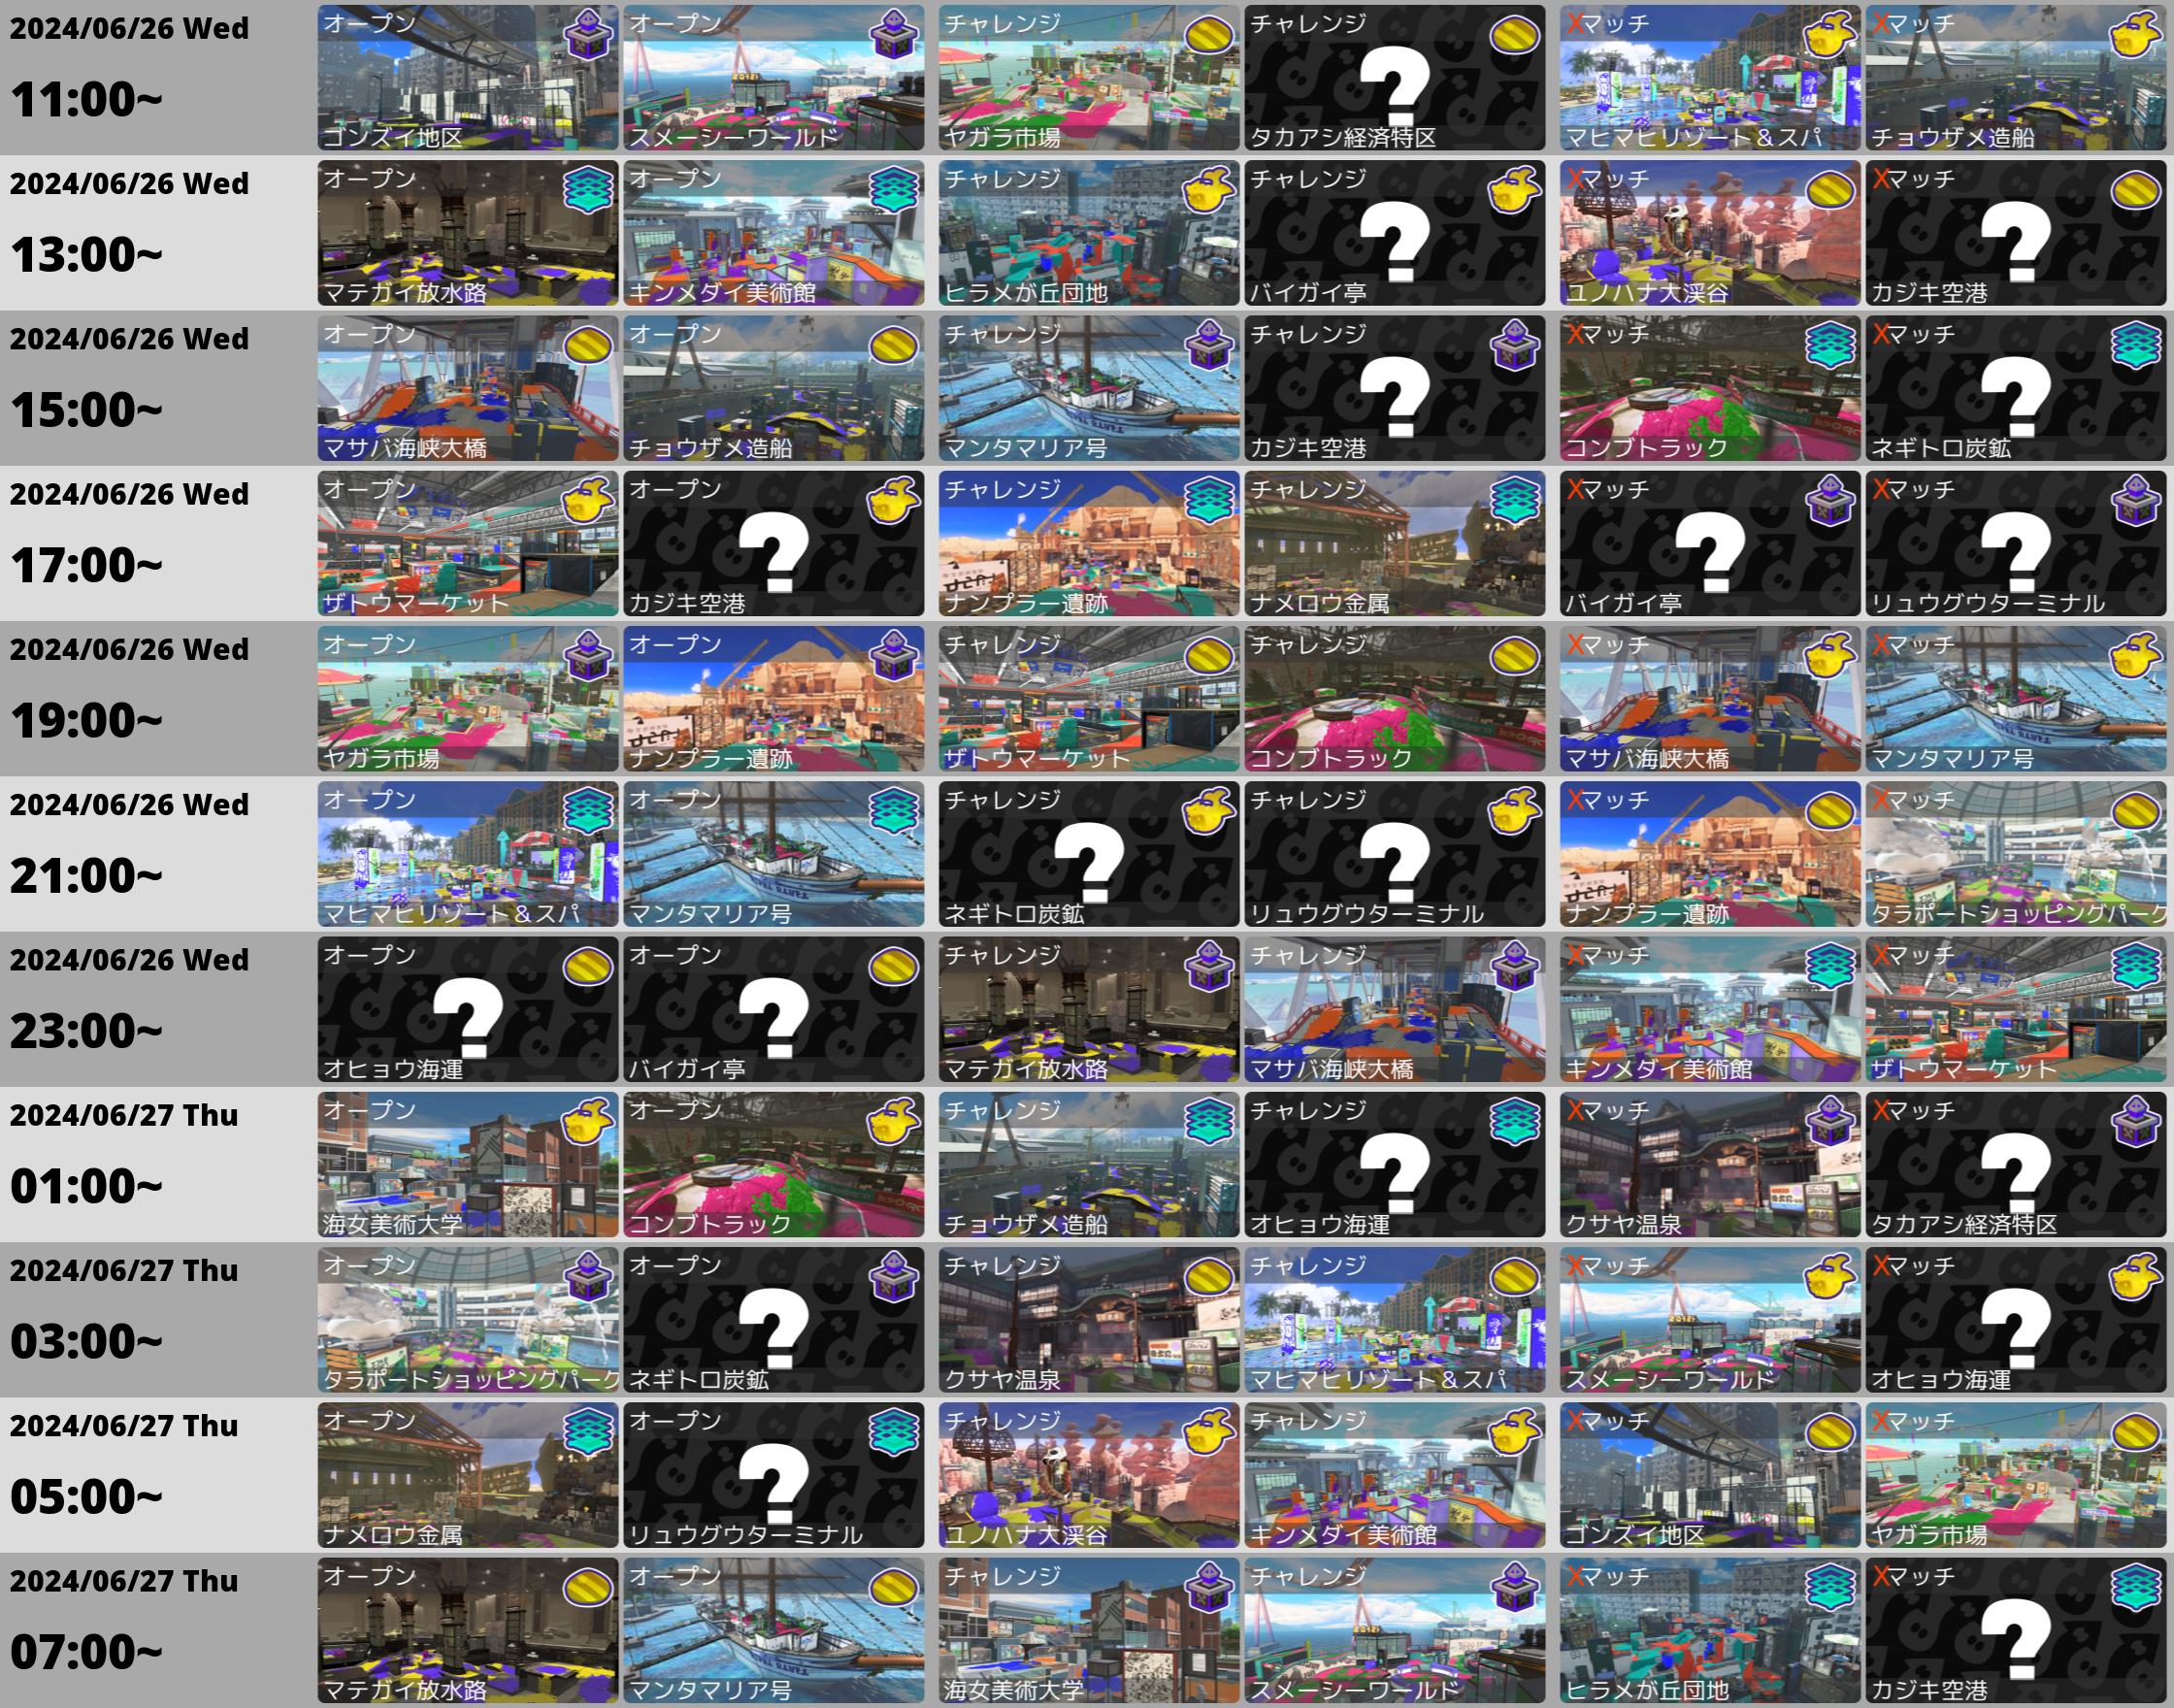 2024/06/26 Wed
11:00~
オープン
ゴンズイ地区
オープン
スメーシーワールド
チャレンジ
ヤガラ市場
チャレンジ
?
タカアシ経済特区
Xマッチ
マヒマヒリゾート&スパ
Xマッチ
チョウザメ造船
2024/06/26 Wed
13:00~
オープン
マテガイ放水路
オープン
キンメダイ美術館
チャレンジ
ヒラメが丘団地
チャレンジ
?
バイガイ亭
Xマッチ
ユノハナ大渓谷
Xマッチ
?
カジキ空港
2024/06/26 Wed
15:00~
オープン
マサバ海峡大橋
オープン
チョウザメ造船
チャレンジ
マンタマリア号
チャレンジ
?
カジキ空港
Xマッチ
コンブトラック
Xマッチ
?
ネギトロ炭鉱
2024/06/26 Wed
17:00~
オープン
ザトウマーケット
オープン
?
カジキ空港
チャレンジ
ナンプラー遺跡
チャレンジ
ナメロウ金属
Xマッチ
?
バイガイ亭
Xマッチ
?
リュウグウターミナル
2024/06/26 Wed
19:00~
オープン
ヤガラ市場
オープン
ナンプラー遺跡
チャレンジ
ザトウマーケット
チャレンジ
コンブトラック
Xマッチ
マサバ海峡大橋
Xマッチ
マンタマリア号
2024/06/26 Wed
21:00~
オープン
マヒマヒリゾート&スパ
オープン
マンタマリア号
チャレンジ
?
ネギトロ炭鉱
チャレンジ
?
リュウグウターミナル
Xマッチ
ナンプラー遺跡
Xマッチ
タラポートショッピングパーク
2024/06/26 Wed
23:00~
オープン
?
オヒョウ海運
オープン
?
バイガイ亭
チャレンジ
マテガイ放水路
チャレンジ
マサバ海峡大橋
Xマッチ
キンメダイ美術館
Xマッチ
ザトウマーケット
2024/06/27 Thu
01:00~
オープン
海女美術大学
オープン
コンブトラック
チャレンジ
チョウザメ造船
チャレンジ
?
オヒョウ海運
Xマッチ
クサヤ温泉
Xマッチ
?
タカアシ経済特区
2024/06/27 Thu
03:00~
オープン
タラポートショッピングパーク
オープン
?
ネギトロ炭鉱
チャレンジ
クサヤ温泉
チャレンジ
マヒマヒリゾート&スパ
Xマッチ
スメーシーワールド
Xマッチ
?
オヒョウ海運
2024/06/27 Thu
05:00~
オープン
ナメロウ金属
オープン
?
リュウグウターミナル
チャレンジ
ユノハナ大渓谷
チャレンジ
キンメダイ美術館
Xマッチ
ゴンズイ地区
Xマッチ
ヤガラ市場
2024/06/27 Thu
07:00~
オープン
マテガイ放水路
オープン
マンタマリア号
チャレンジ
海女美術大学
チャレンジ
スメーシーワールド
Xマッチ
ヒラメが丘団地
Xマッチ
?
カジキ空港